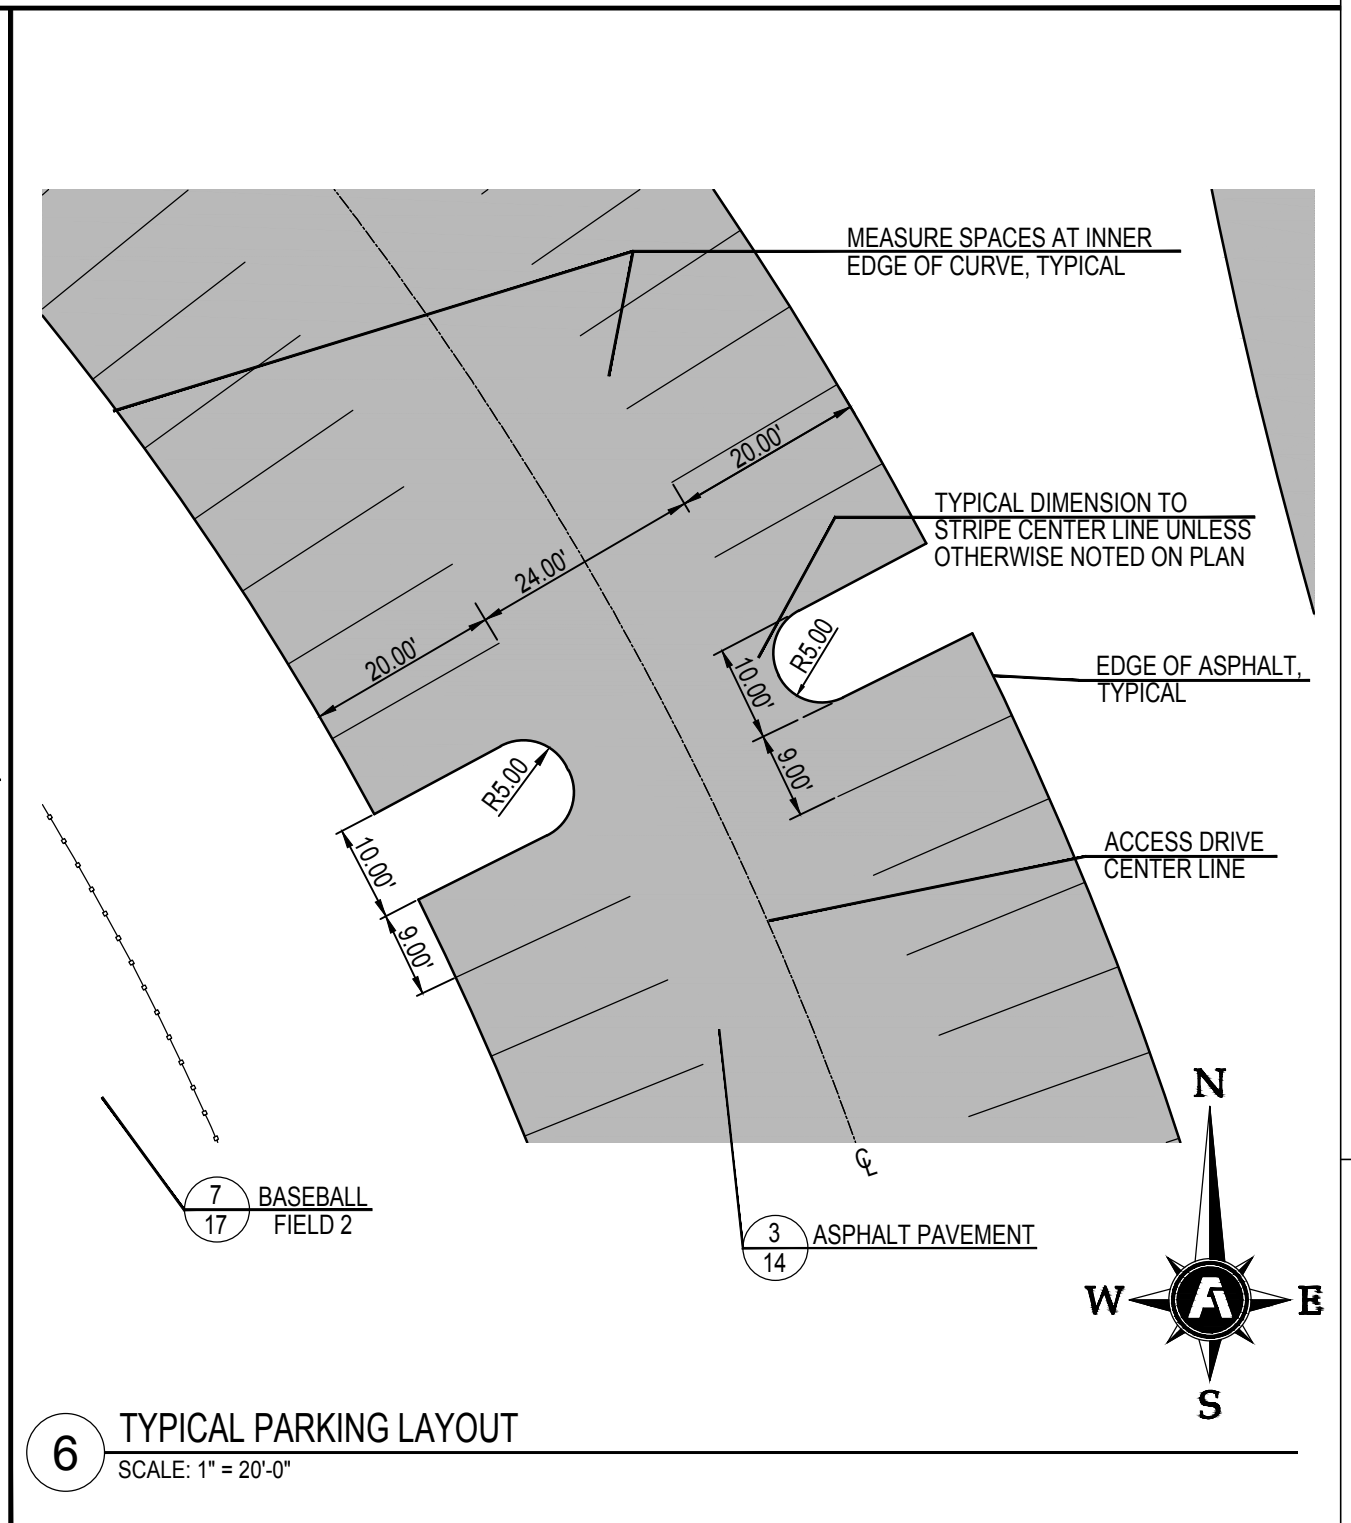 MEASURE SPACES AT INNER
EDGE OF CURVE, TYPICAL
20.00'
TYPICAL DIMENSION TO
STRIPE CENTER LINE UNLESS
OTHERWISE NOTED ON PLAN
24.00'
20.00'
R5.00
10.00'
EDGE OF ASPHALT,
TYPICAL
9.00'
R5.00
10.00'
ACCESS DRIVE
CENTER LINE
9.00'
CL
7
17
BASEBALL
FIELD 2
3
14
ASPHALT PAVEMENT
N
W
A
E
S
6
TYPICAL PARKING LAYOUT
SCALE: 1" = 20'-0"